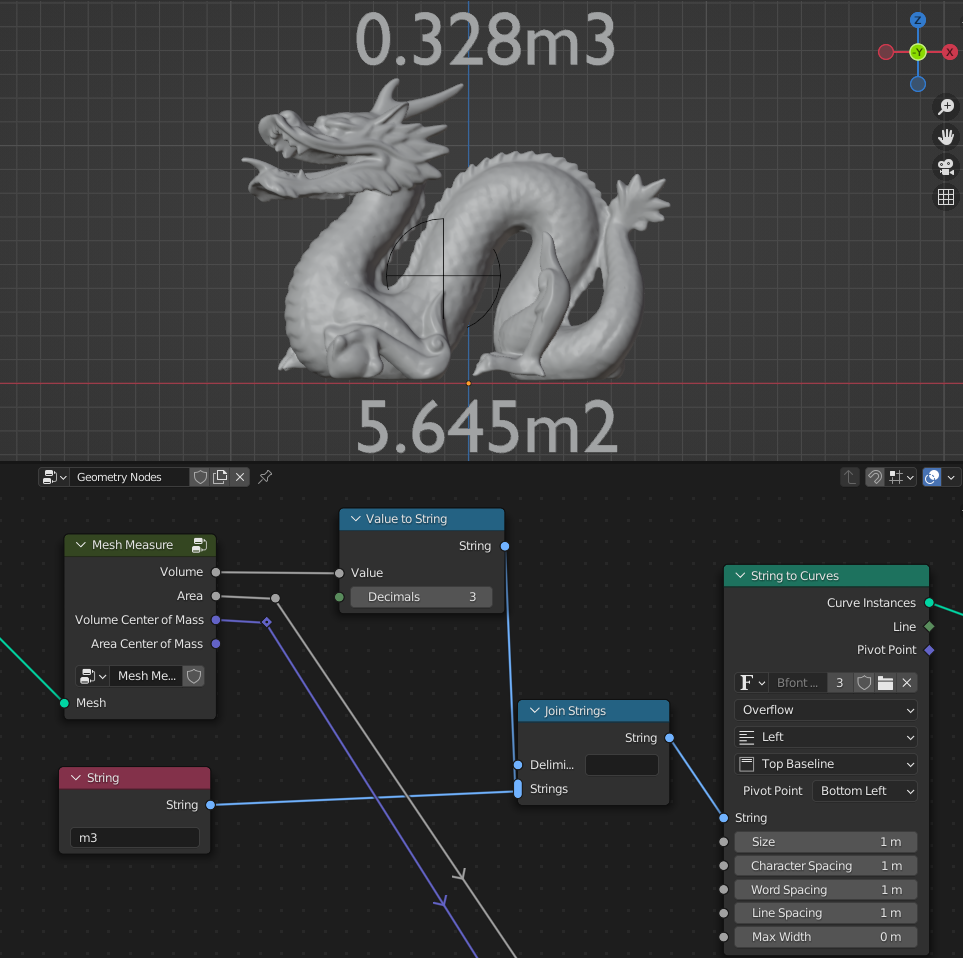 0.328m3
Z
-Y
X
5.645m2
Geometry Nodes
Value to String
String
Value
Decimals 3
Mesh Measure
Volume
Area
Volume Center of Mass
Area Center of Mass
Mesh Me...
Mesh
String
String
m3
Join Strings
String
Delimi...
Strings
String to Curves
Curve Instances
Line
Pivot Point
F Bfont ... 3
Overflow
Left
Top Baseline
Pivot Point Bottom Left
String
Size 1 m
Character Spacing 1 m
Word Spacing 1 m
Line Spacing 1 m
Max Width 0 m